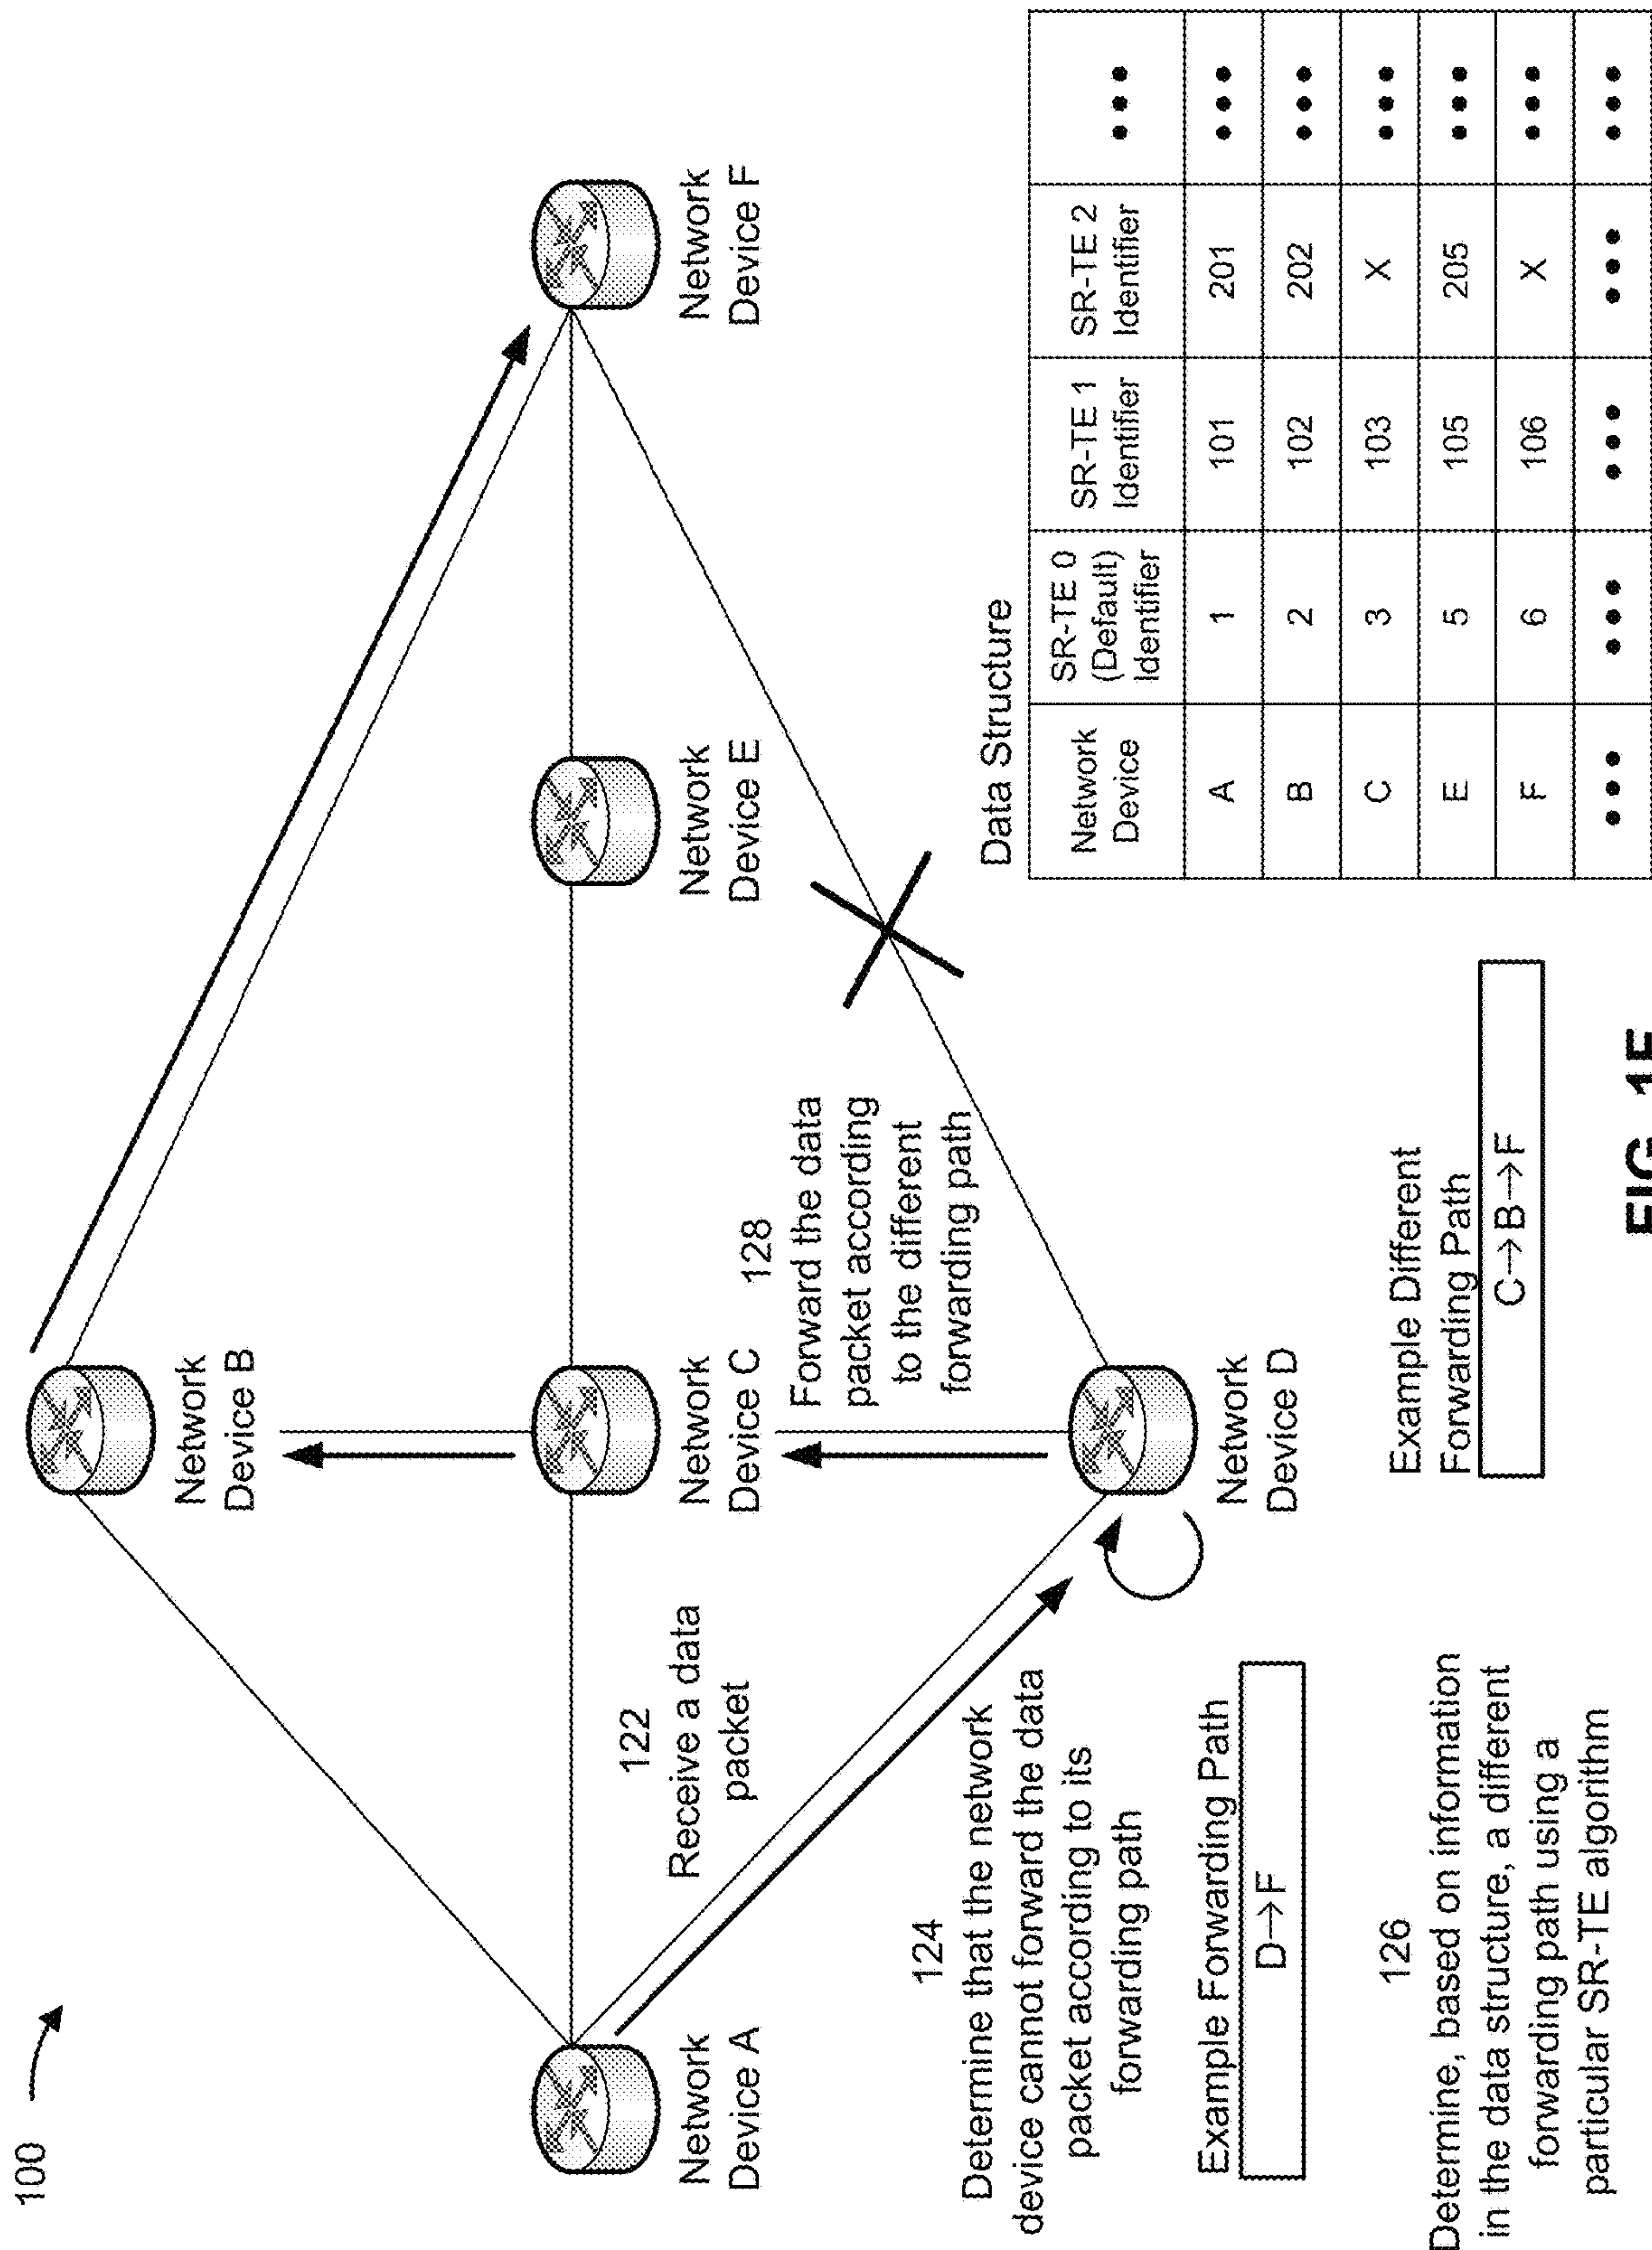 100
Network
Device A
Network
Device B
Network
Device C
Network
Device D
Network
Device E
Network
Device F
122
Receive a data
packet
124
Determine that the network
device cannot forward the data
packet according to its
forwarding path
Example Forwarding Path
D→F
126
Determine, based on information
in the data structure, a different
forwarding path using a
particular SR-TE algorithm
128
Forward the data
packet according
to the different
forwarding path
Example Different
Forwarding Path
C→B→F
Data Structure
Network Device | SR-TE 0 (Default) Identifier | SR-TE 1 Identifier | SR-TE 2 Identifier | •••
A | 1 | 101 | 201 | •••
B | 2 | 102 | 202 | •••
C | 3 | 103 | X | •••
E | 5 | 105 | 205 | •••
F | 6 | 106 | X | •••
••• | ••• | ••• | ••• | •••
FIG